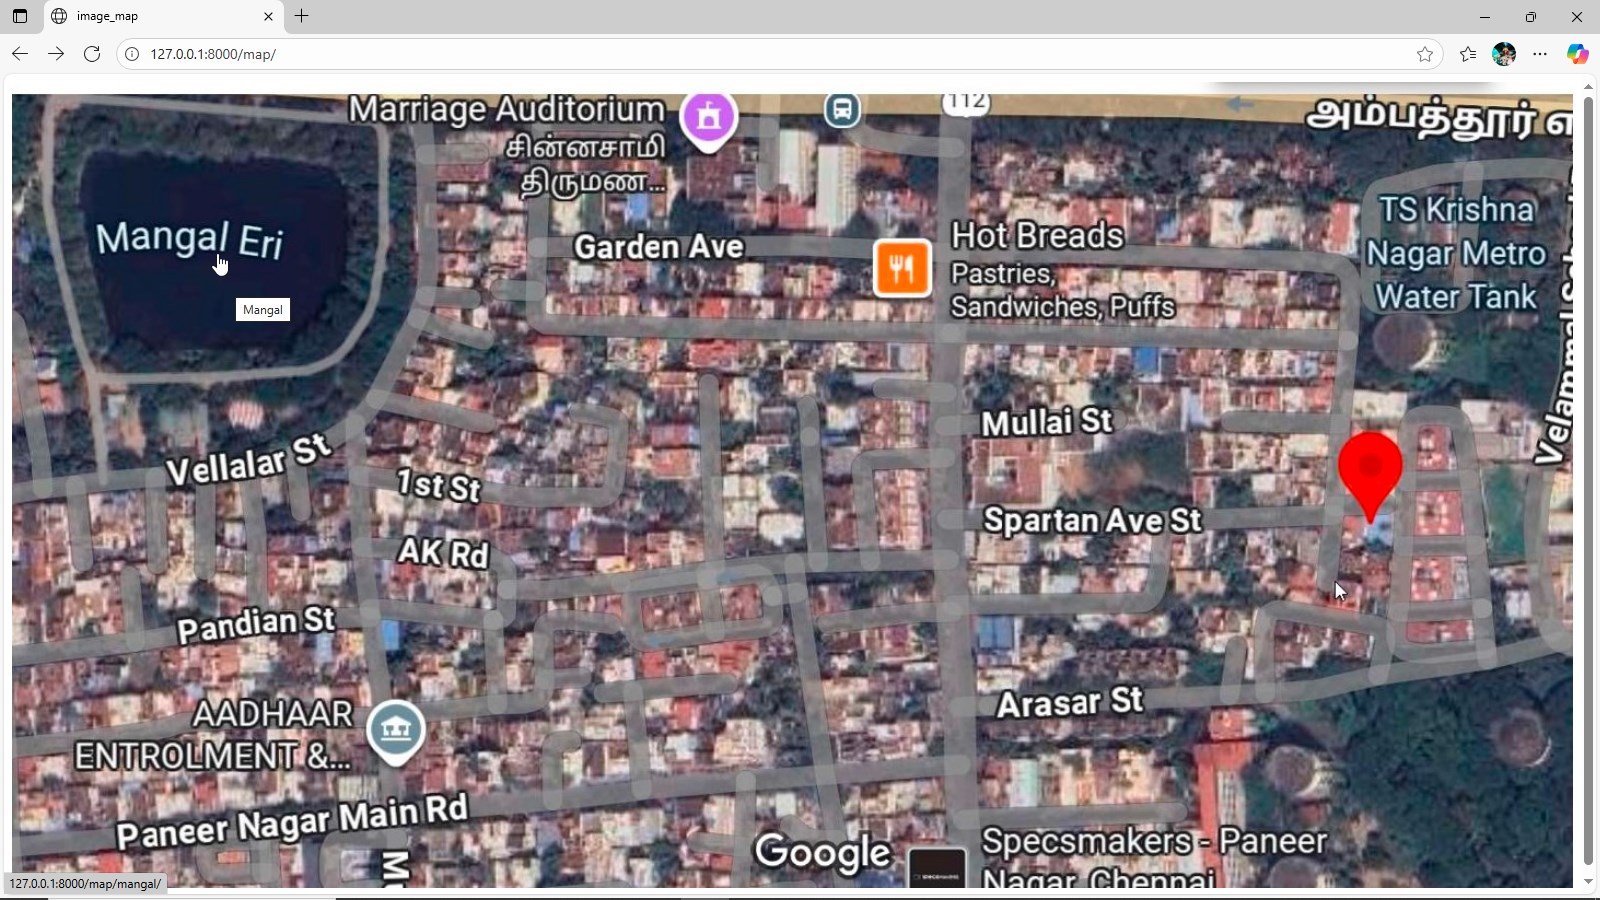 image_map
127.0.0.1:8000/map/
Marriage Auditorium
சின்னசாமி
திருமண...
112
அம்பத்தூர்
Mangal Eri
Mangal
Garden Ave
Hot Breads
Pastries,
Sandwiches, Puffs
TS Krishna
Nagar Metro
Water Tank
Velammal
Mullai St
Vellalar St
1st St
Spartan Ave St
AK Rd
Pandian St
Arasar St
AADHAAR
ENTROLMENT &...
Paneer Nagar Main Rd
Google
Specsmakers - Paneer
Nagar, Chennai
127.0.0.1:8000/map/mangal/